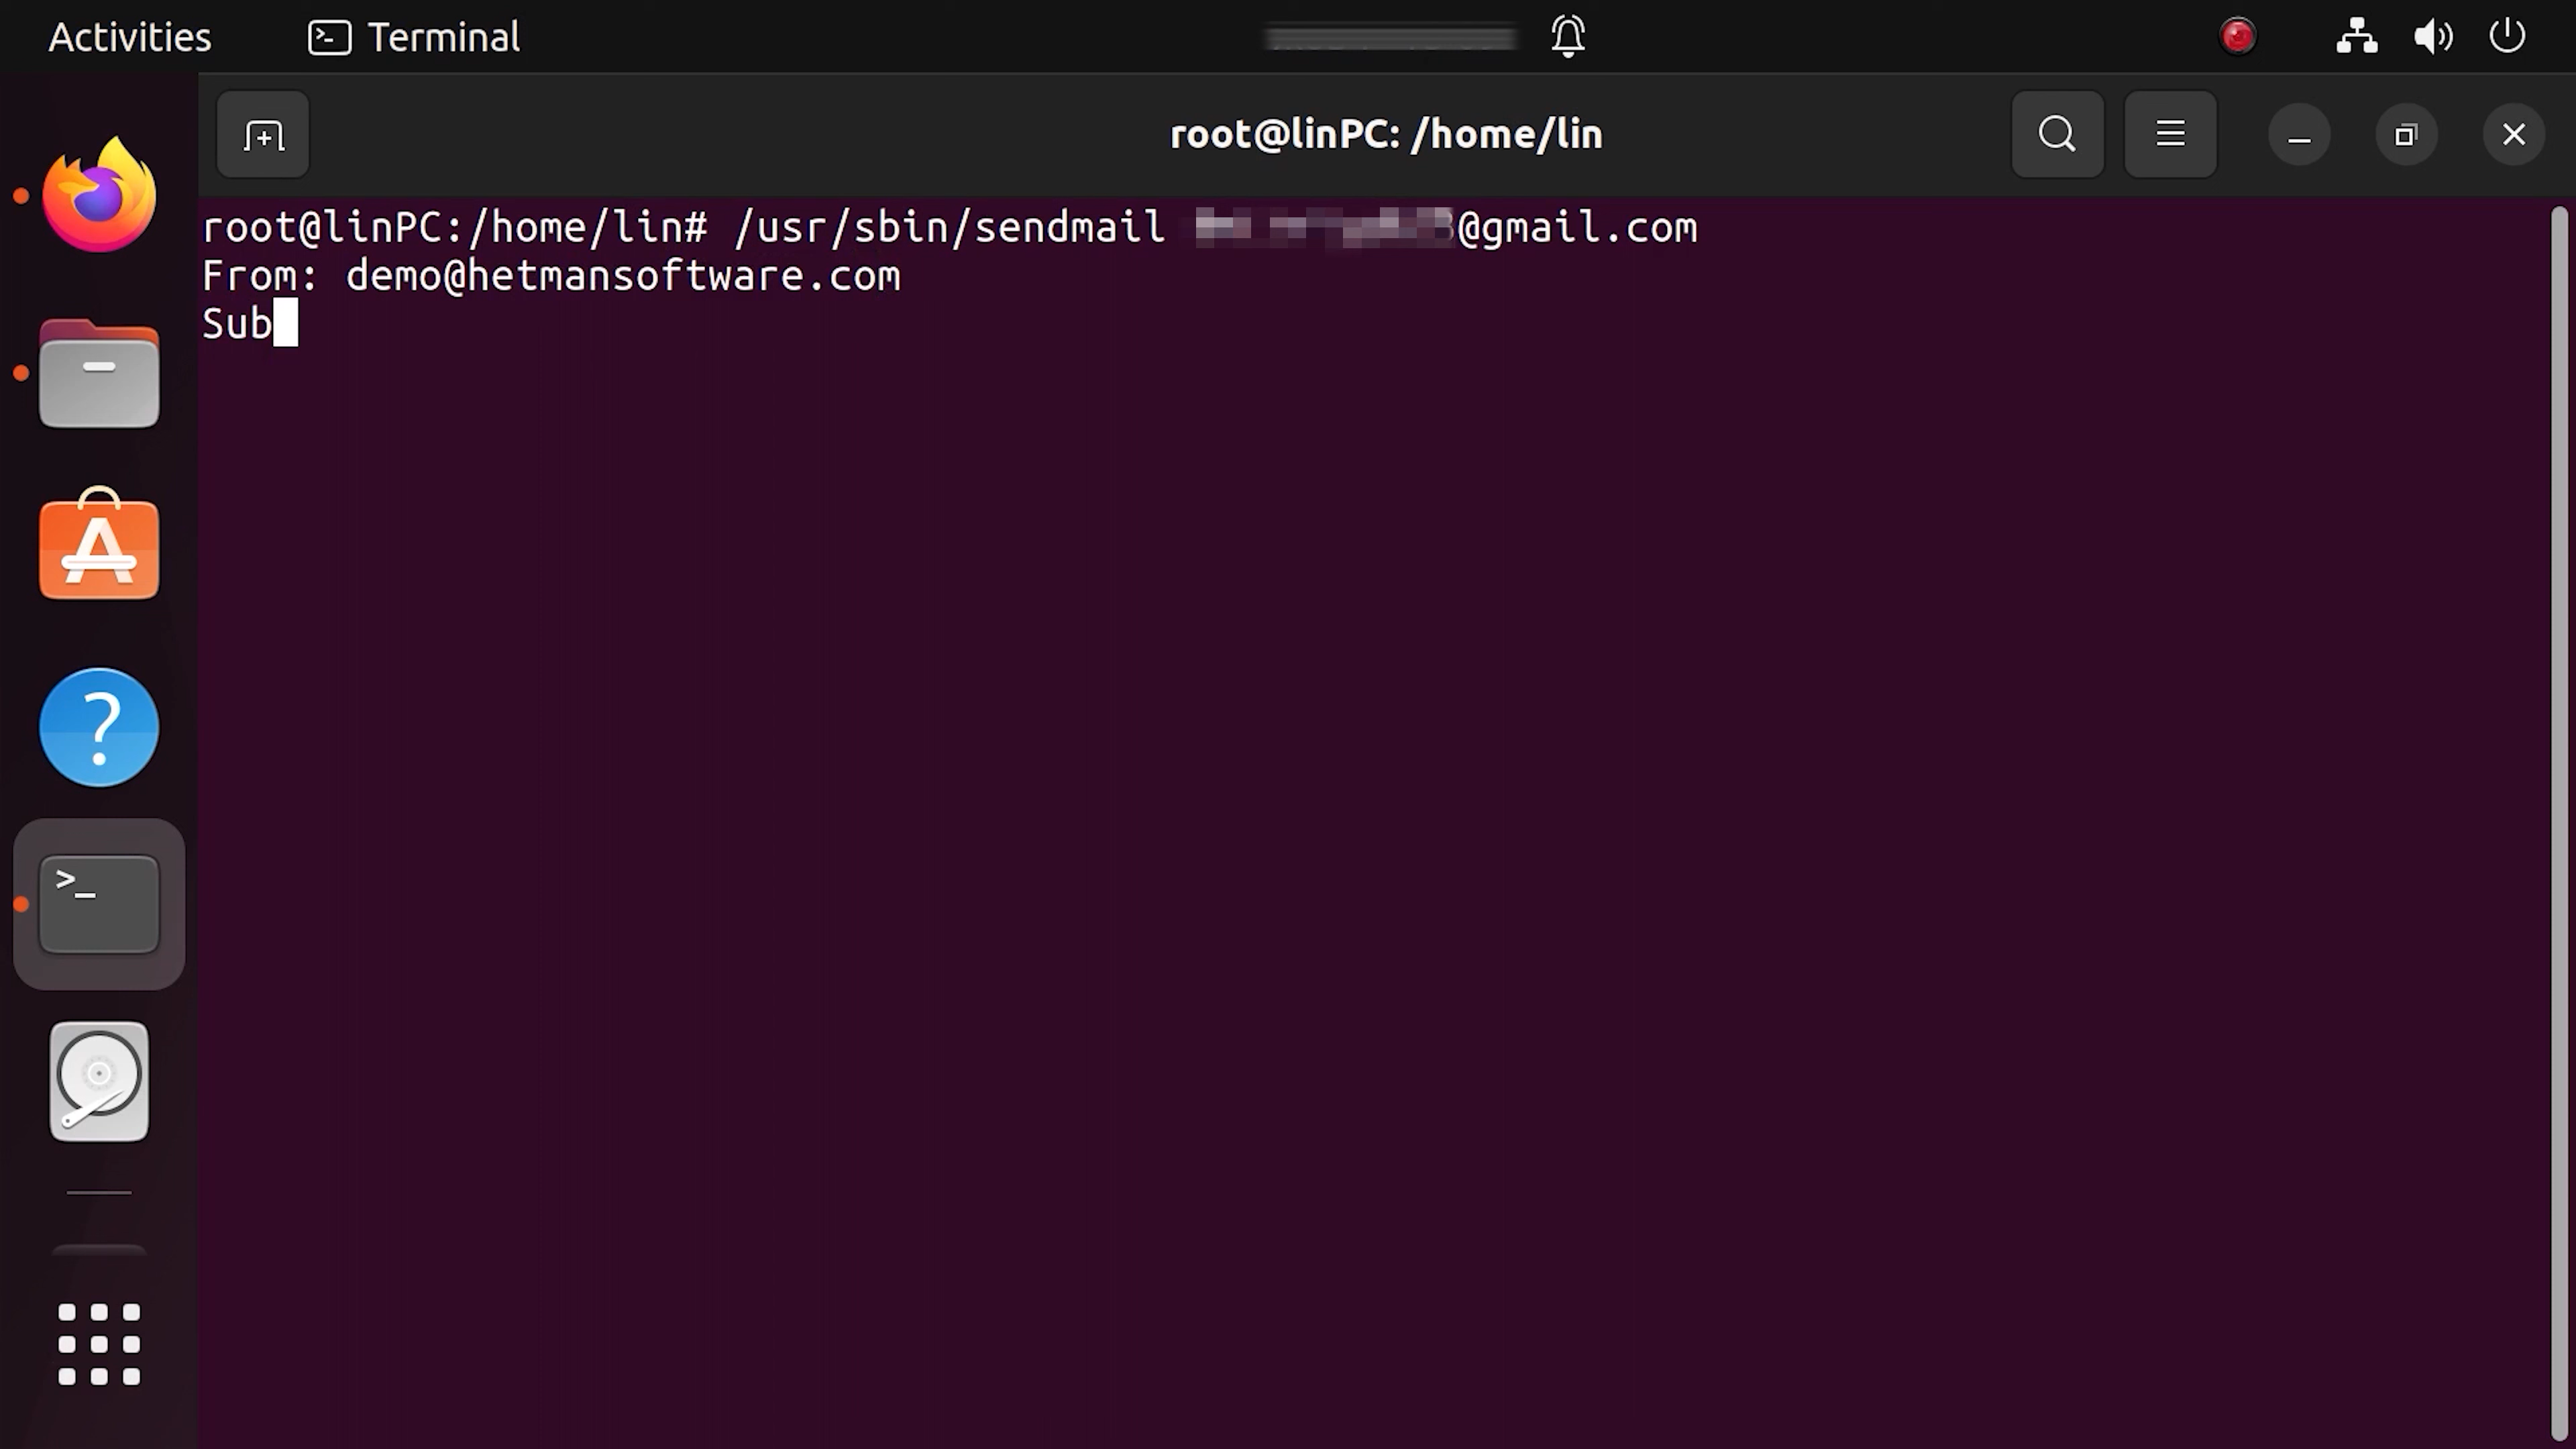 Activities Terminal
root@linPC: /home/lin
root@linPC:/home/lin# /usr/sbin/sendmail @gmail.com
From: demo@hetmansoftware.com
Sub